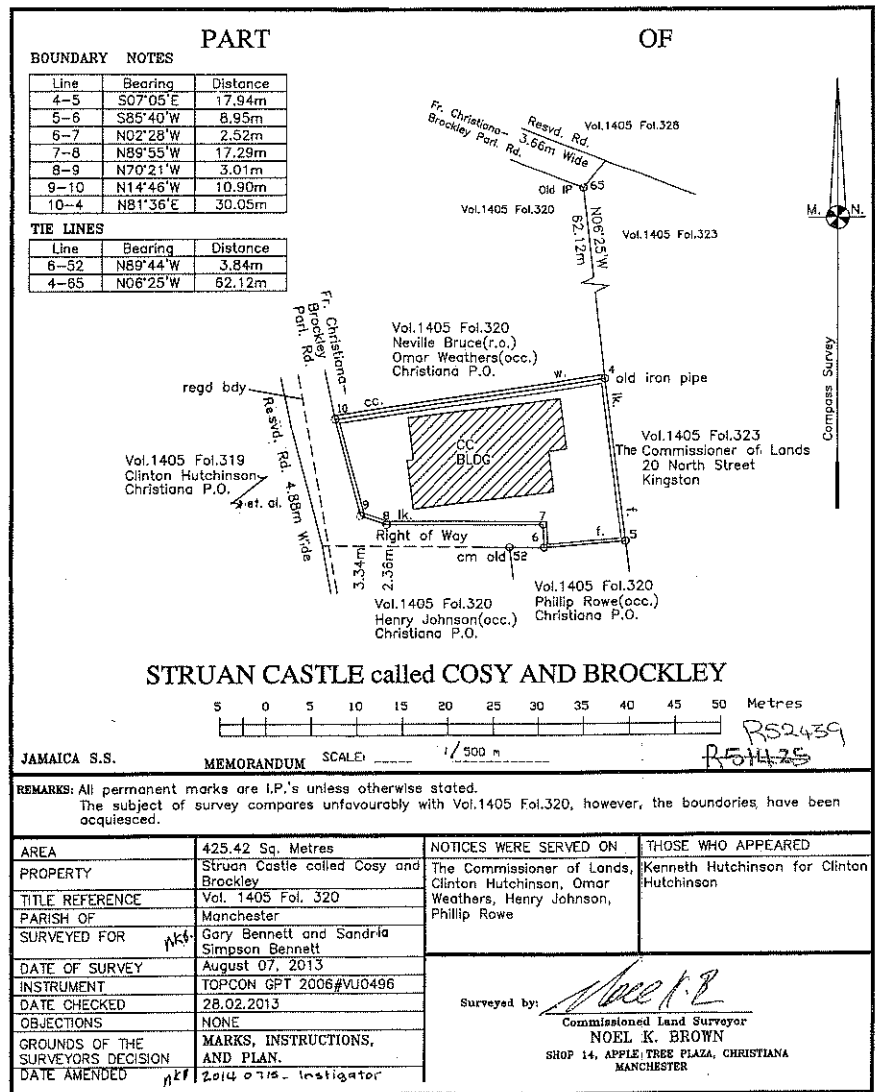 PART OF
BOUNDARY NOTES
Line Bearing Distance
4-5 S07°05'E 17.94m
5-6 S85°40'W 8.95m
6-7 N02°28'W 2.52m
7-8 N89°55'W 17.29m
8-9 N70°21'W 3.01m
9-10 N14°46'W 10.90m
10-4 N81°36'E 30.05m
TIE LINES
Line Bearing Distance
6-52 N89°44'W 3.84m
4-65 N06°25'W 62.12m
Fr. Christiana-
Brockley Parl. Rd.
Resvd. Rd.
3.66m Wide
Vol.1405 Fol.328
Old IP 65
Vol.1405 Fol.320
N06°25'W
62.12m
Vol.1405 Fol.323
M. N.
Compass Survey
Fr. Christiana-
Brockley
Parl. Rd.
Vol.1405 Fol.320
Neville Bruce(r.o.)
Omar Weathers(occ.)
Christiana P.O.
regd bdy
Resvd. Rd. 4.88m Wide
10 cc. w. 4
old iron pipe
lk.
CC
BLDG
Vol.1405 Fol.323
The Commissioner of Lands
20 North Street
Kingston
Vol.1405 Fol.319
Clinton Hutchinson
Christiana P.O.
et. al.
9 8 lk. 7
Right of Way
6 f. 5
f.
cm old 52
3.34m
2.36m
Vol.1405 Fol.320
Henry Johnson(occ.)
Christiana P.O.
Vol.1405 Fol.320
Phillip Rowe(occ.)
Christiana P.O.
STRUAN CASTLE called COSY AND BROCKLEY
5 0 5 10 15 20 25 30 35 40 45 50 Metres
R52439
R51425
JAMAICA S.S. MEMORANDUM SCALE: 1/500 m
REMARKS: All permanent marks are I.P.'s unless otherwise stated.
The subject of survey compares unfavourably with Vol.1405 Fol.320, however, the boundories, have been
acquiesced.
AREA 425.42 Sq. Metres
PROPERTY Struan Castle called Cosy and
Brockley
TITLE REFERENCE Vol. 1405 Fol. 320
PARISH OF Manchester
SURVEYED FOR NKB. Gary Bennett and Sandria
Simpson Bennett
DATE OF SURVEY August 07, 2013
INSTRUMENT TOPCON GPT 2006#VU0496
DATE CHECKED 28.02.2013
OBJECTIONS NONE
GROUNDS OF THE
SURVEYORS DECISION
MARKS, INSTRUCTIONS,
AND PLAN.
DATE AMENDED NKB 2014 0715- Instigator
NOTICES WERE SERVED ON
The Commissioner of Lands,
Clinton Hutchinson, Omar
Weathers, Henry Johnson,
Phillip Rowe
THOSE WHO APPEARED
Kenneth Hutchinson for Clinton
Hutchinson
Surveyed by: Noel K. B
Commissioned Land Surveyor
NOEL K. BROWN
SHOP 14, APPLE TREE PLAZA, CHRISTIANA
MANCHESTER